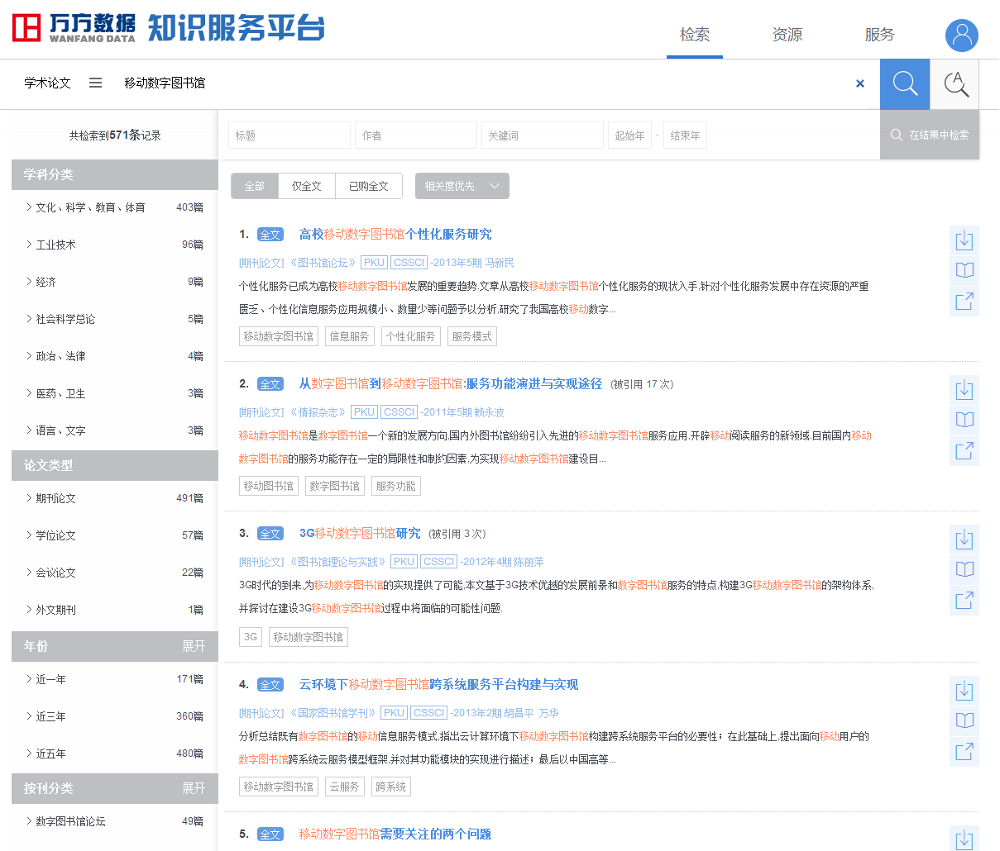 万方数据 知识服务平台
WANFANG DATA
检索 资源 服务
学术论文 移动数字图书馆 ×
共检索到571条记录
标题 作者 关键词 起始年 - 结束年 在结果中检索
学科分类
文化、科学、教育、体育 403篇
工业技术 96篇
经济 9篇
社会科学总论 5篇
政治、法律 4篇
医药、卫生 3篇
语言、文字 3篇
论文类型
期刊论文 491篇
学位论文 57篇
会议论文 22篇
外文期刊 1篇
年份 展开
近一年 171篇
近三年 360篇
近五年 480篇
按刊分类 展开
数字图书馆论坛 49篇
全部 仅全文 已购全文 相关度优先
1. 全文 高校移动数字图书馆个性化服务研究
[期刊论文] 《图书馆论坛》 PKU CSSCI -2013年5期 冯新民
个性化服务已成为高校移动数字图书馆发展的重要趋势.文章从高校移动数字图书馆个性化服务的现状入手,针对个性化服务发展中存在资源的严重
匮乏、个性化信息服务应用规模小、数量少等问题予以分析,研究了我国高校移动数字...
移动数字图书馆 信息服务 个性化服务 服务模式
2. 全文 从数字图书馆到移动数字图书馆:服务功能演进与实现途径 (被引用 17 次)
[期刊论文] 《情报杂志》 PKU CSSCI -2011年5期 赖永波
移动数字图书馆是数字图书馆一个新的发展方向,国内外图书馆纷纷引入先进的移动数字图书馆服务应用,开辟移动阅读服务的新领域.目前国内移动
数字图书馆的服务功能存在一定的局限性和制约因素,为实现移动数字图书馆建设目...
移动图书馆 数字图书馆 服务功能
3. 全文 3G移动数字图书馆研究 (被引用 3 次)
[期刊论文] 《图书馆理论与实践》 PKU CSSCI -2012年4期 陈丽萍
3G时代的到来,为移动数字图书馆的实现提供了可能,本文基于3G技术优越的发展前景和数字图书馆服务的特点,构建3G移动数字图书馆的架构体系,
并探讨在建设3G移动数字图书馆过程中将面临的可能性问题.
3G 移动数字图书馆
4. 全文 云环境下移动数字图书馆跨系统服务平台构建与实现
[期刊论文] 《国家图书馆学刊》 PKU CSSCI -2013年2期 胡昌平 万华
分析总结既有数字图书馆的移动信息服务模式,指出云计算环境下移动数字图书馆构建跨系统服务平台的必要性；在此基础上,提出面向移动用户的
数字图书馆跨系统云服务模型框架,并对其功能模块的实现进行描述；最后以中国高等...
移动数字图书馆 云服务 跨系统
5. 全文 移动数字图书馆需要关注的两个问题